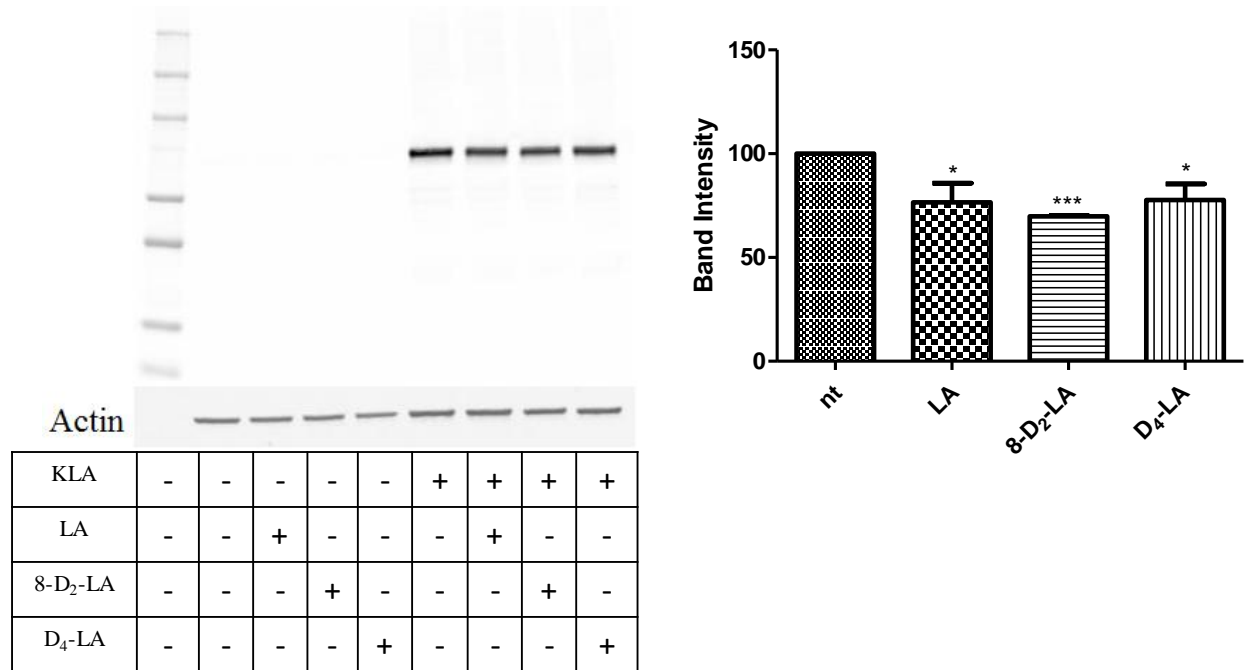 Actin
KLA - - - - - + + + +
LA - - + - - - + - -
8-D₂-LA - - - + - - - + -
D₄-LA - - - - + - - - +
150
100
50
0
Band Intensity
*
***
*
nt
LA
8-D₂-LA
D₄-LA